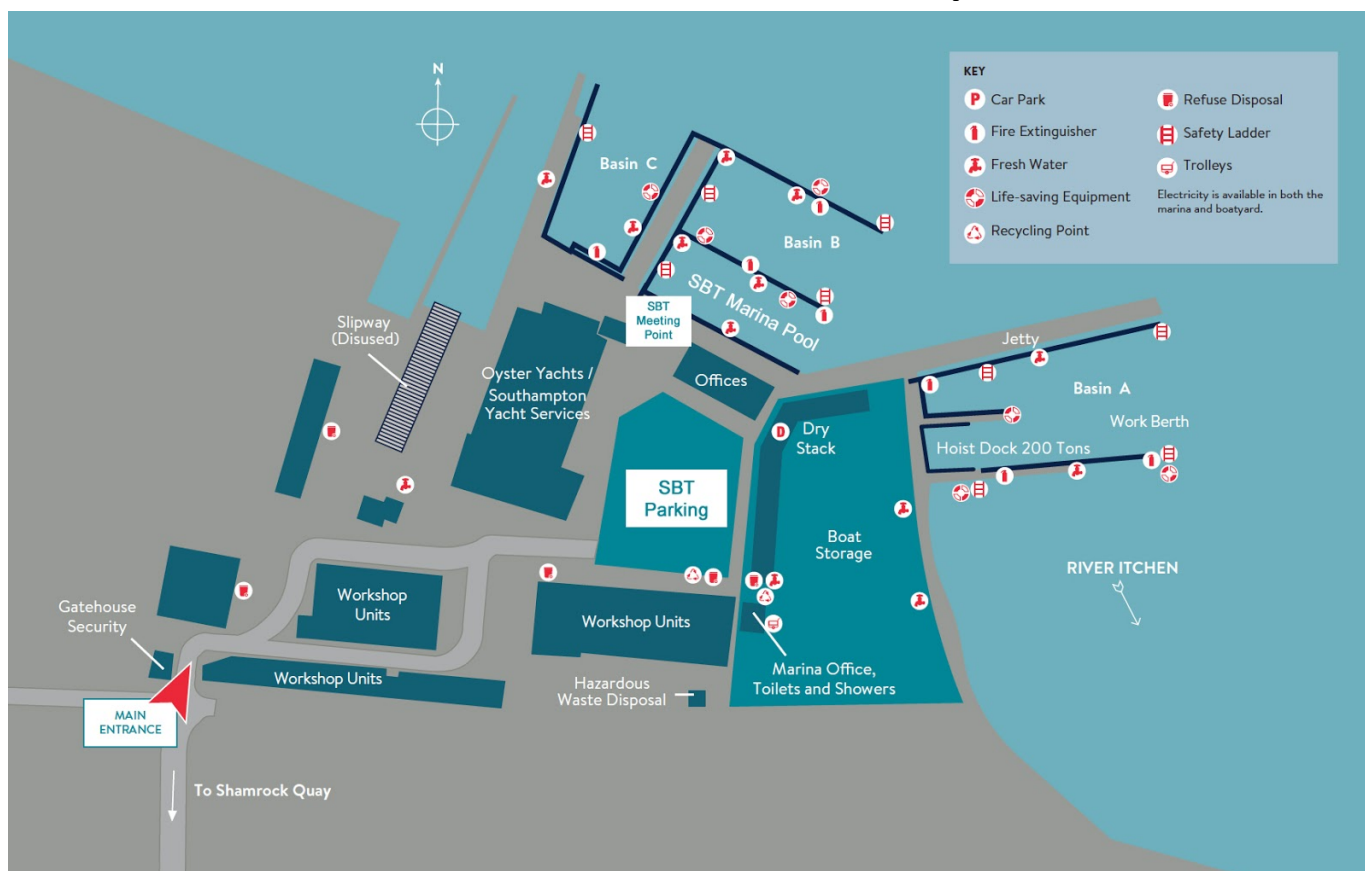 N
KEY
P Car Park
Refuse Disposal
Fire Extinguisher
Safety Ladder
Fresh Water
Trolleys
Life-saving Equipment
Electricity is available in both the
marina and boatyard.
Recycling Point
Basin C
Basin B
SBT Marina Pool
SBT
Meeting
Point
Slipway
(Disused)
Jetty
Oyster Yachts /
Southampton
Yacht Services
Offices
Basin A
Work Berth
D
Dry
Stack
Hoist Dock 200 Tons
SBT
Parking
Boat
Storage
RIVER ITCHEN
Gatehouse
Security
Workshop
Units
Workshop Units
Workshop Units
Marina Office,
Toilets and Showers
Hazardous
Waste Disposal
MAIN
ENTRANCE
To Shamrock Quay